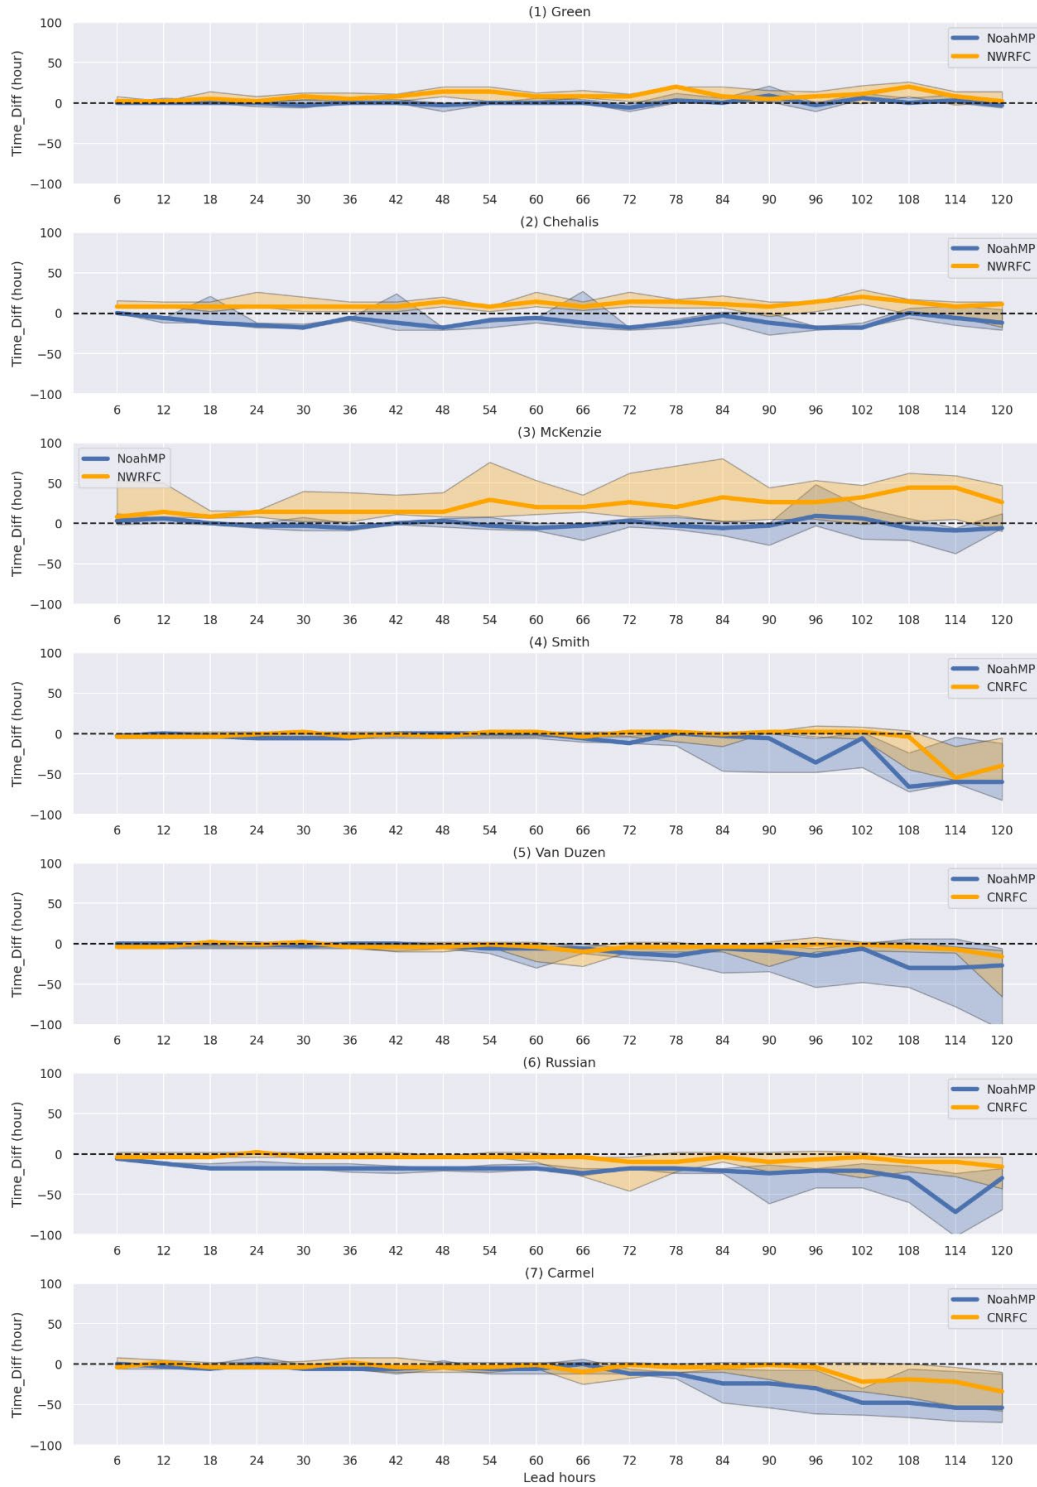 (1) Green
Time_Diff (hour)
100
50
0
−50
−100
NoahMP
NWRFC
6 12 18 24 30 36 42 48 54 60 66 72 78 84 90 96 102 108 114 120
(2) Chehalis
Time_Diff (hour)
100
50
0
−50
−100
NoahMP
NWRFC
6 12 18 24 30 36 42 48 54 60 66 72 78 84 90 96 102 108 114 120
(3) McKenzie
Time_Diff (hour)
100
50
0
−50
−100
NoahMP
NWRFC
6 12 18 24 30 36 42 48 54 60 66 72 78 84 90 96 102 108 114 120
(4) Smith
Time_Diff (hour)
100
50
0
−50
−100
NoahMP
CNRFC
6 12 18 24 30 36 42 48 54 60 66 72 78 84 90 96 102 108 114 120
(5) Van Duzen
Time_Diff (hour)
100
50
0
−50
−100
NoahMP
CNRFC
6 12 18 24 30 36 42 48 54 60 66 72 78 84 90 96 102 108 114 120
(6) Russian
Time_Diff (hour)
100
50
0
−50
−100
NoahMP
CNRFC
6 12 18 24 30 36 42 48 54 60 66 72 78 84 90 96 102 108 114 120
(7) Carmel
Time_Diff (hour)
100
50
0
−50
−100
NoahMP
CNRFC
6 12 18 24 30 36 42 48 54 60 66 72 78 84 90 96 102 108 114 120
Lead hours